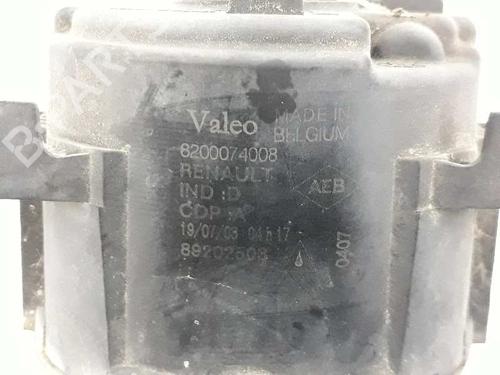 Valeo MADE IN
BELGIUM
8200074008
RENAULT
IND :D AEB
CDP :A
19/07/03 04h17
89202503 0407